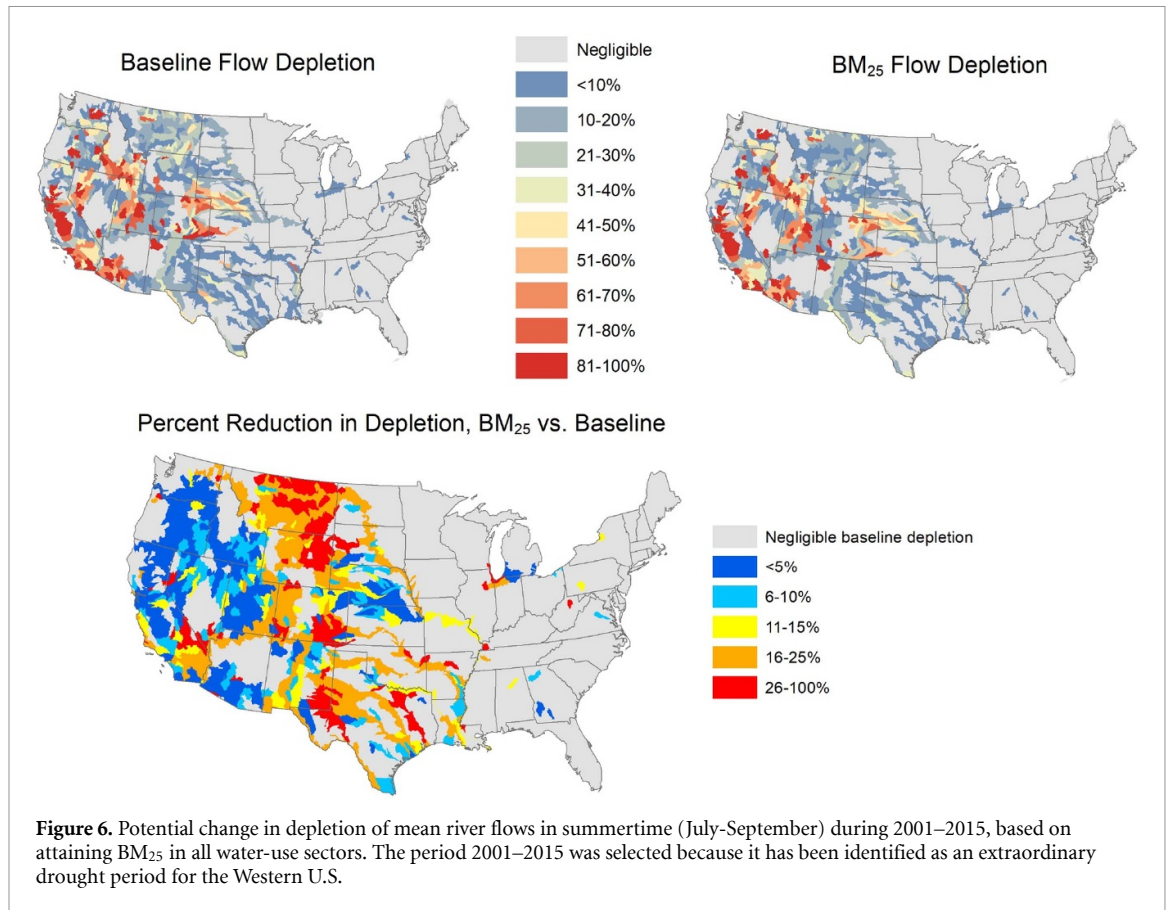 Baseline Flow Depletion
Negligible
<10%
10-20%
21-30%
31-40%
41-50%
51-60%
61-70%
71-80%
81-100%
BM₂₅ Flow Depletion
Percent Reduction in Depletion, BM₂₅ vs. Baseline
Negligible baseline depletion
<5%
6-10%
11-15%
16-25%
26-100%
Figure 6. Potential change in depletion of mean river flows in summertime (July-September) during 2001–2015, based on
attaining BM₂₅ in all water-use sectors. The period 2001–2015 was selected because it has been identified as an extraordinary
drought period for the Western U.S.